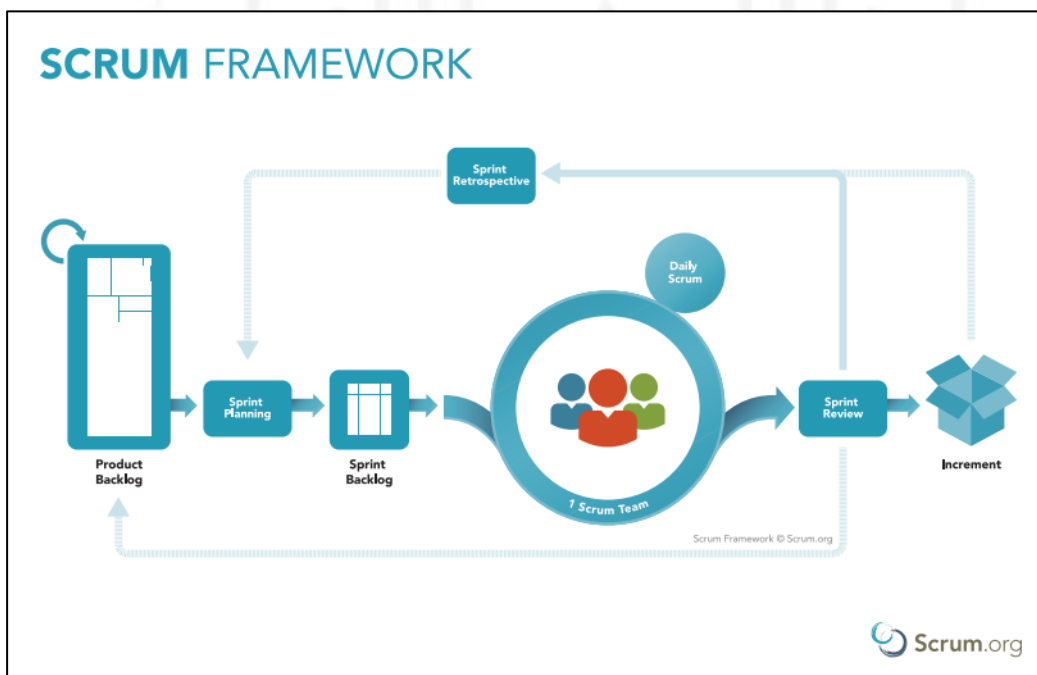 SCRUM FRAMEWORK
Sprint
Retrospective
Daily
Scrum
Sprint
Planning
Sprint
Review
Product
Backlog
Sprint
Backlog
Increment
1 Scrum Team
Scrum Framework © Scrum.org
Scrum.org